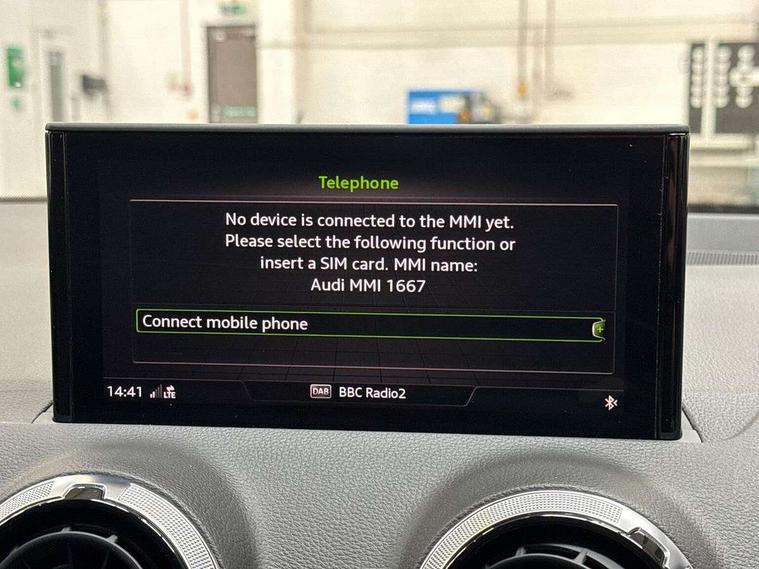 Telephone
No device is connected to the MMI yet.
Please select the following function or
insert a SIM card. MMI name:
Audi MMI 1667
Connect mobile phone
14:41 LTE DAB BBC Radio2